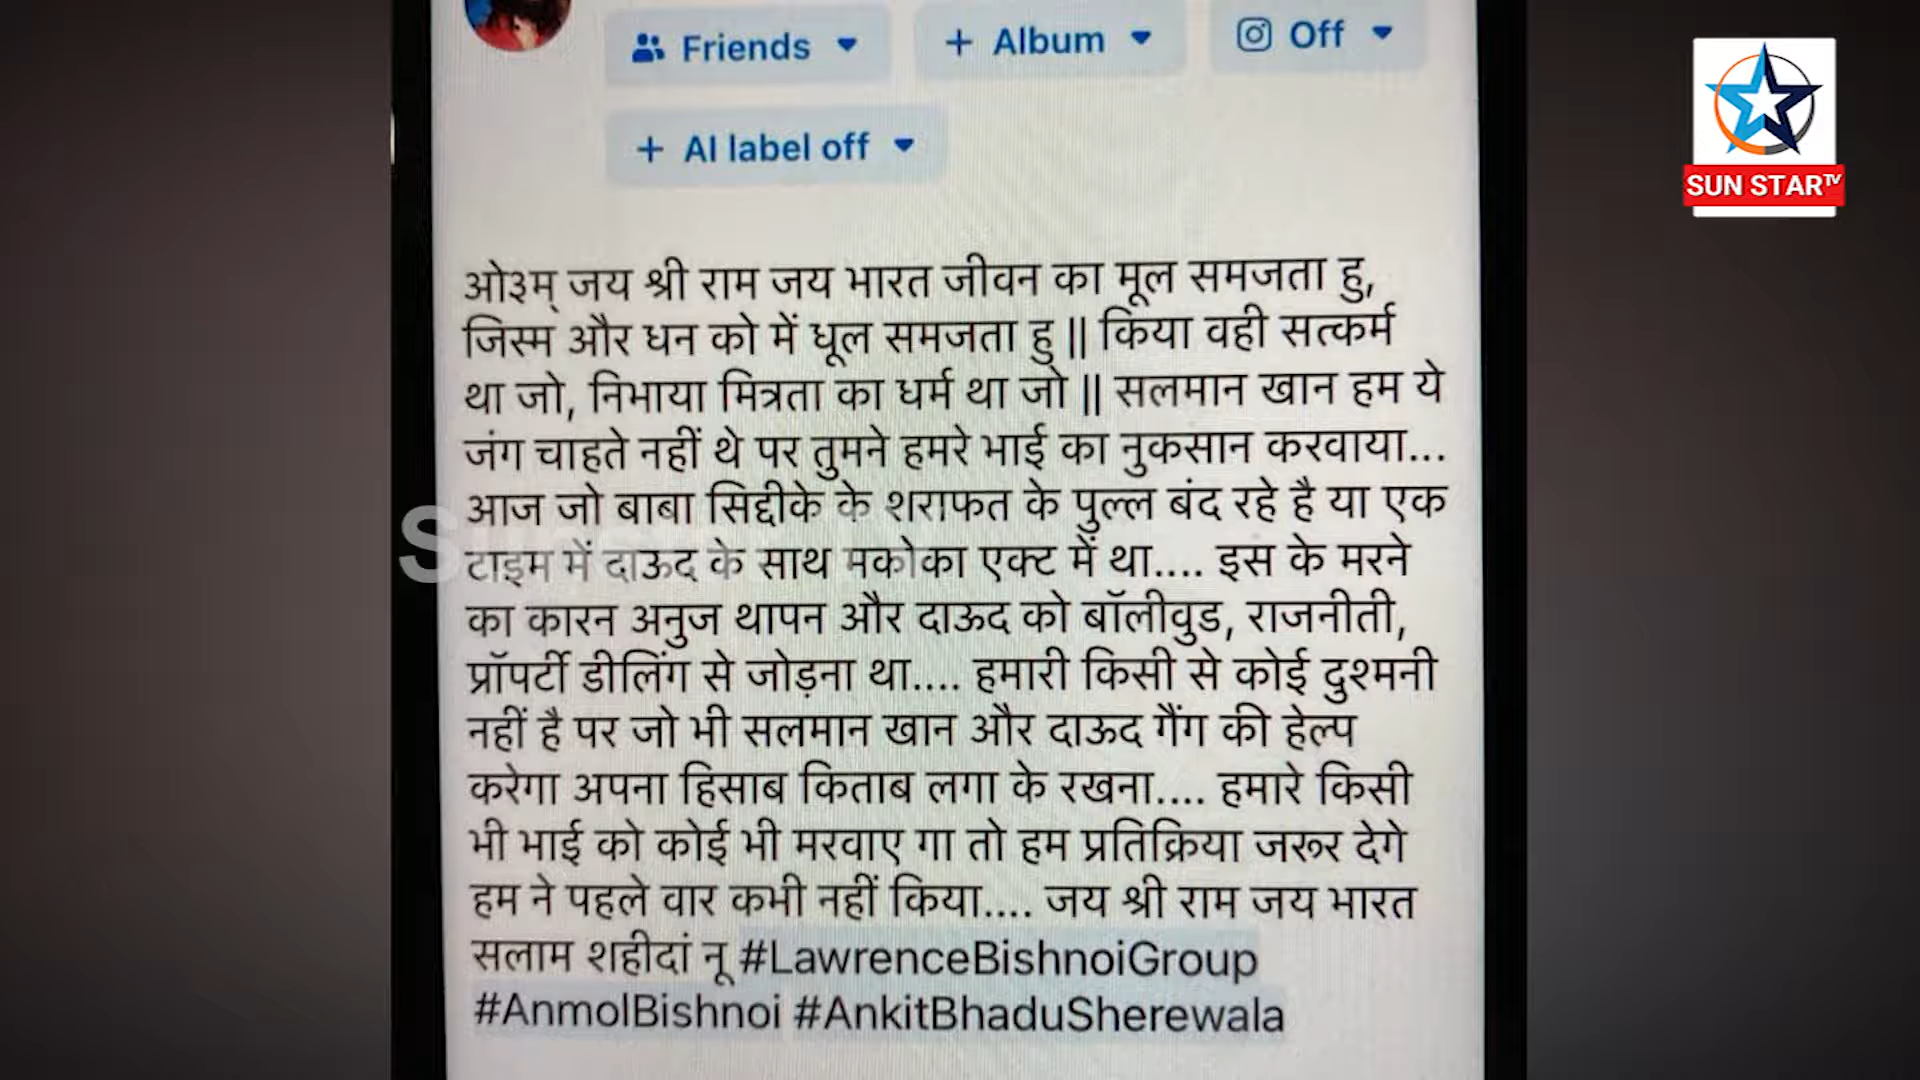 Friends
+ Album
Off
+ AI label off
SUN STAR TV
ओ३म् जय श्री राम जय भारत जीवन का मूल समजता हु,
जिस्म और धन को में धूल समजता हु || किया वही सत्कर्म
था जो, निभाया मित्रता का धर्म था जो || सलमान खान हम ये
जंग चाहते नहीं थे पर तुमने हमरे भाई का नुकसान करवाया...
आज जो बाबा सिद्दीके के शराफत के पुल्ल बंद रहे है या एक
टाइम में दाऊद के साथ मकोका एक्ट में था.... इस के मरने
का कारन अनुज थापन और दाऊद को बॉलीवुड, राजनीती,
प्रॉपर्टी डीलिंग से जोड़ना था.... हमारी किसी से कोई दुश्मनी
नहीं है पर जो भी सलमान खान और दाऊद गैंग की हेल्प
करेगा अपना हिसाब किताब लगा के रखना.... हमारे किसी
भी भाई को कोई भी मरवाए गा तो हम प्रतिक्रिया जरूर देगे
हम ने पहले वार कभी नहीं किया.... जय श्री राम जय भारत
सलाम शहीदां नू #LawrenceBishnoiGroup
#AnmolBishnoi #AnkitBhaduSherewala